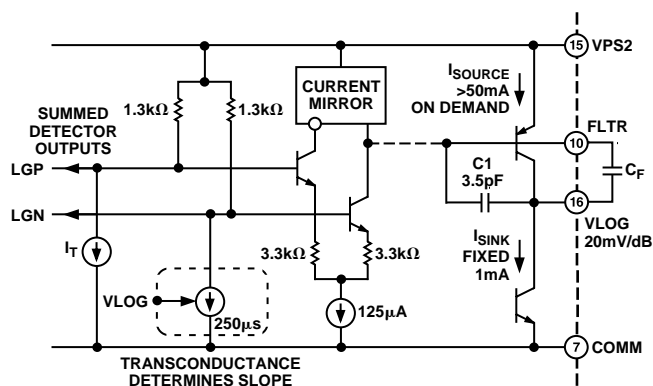 15 VPS2
CURRENT
MIRROR
ISOURCE
>50mA
ON DEMAND
1.3kΩ
1.3kΩ
SUMMED
DETECTOR
OUTPUTS
FLTR
10
LGP
C1
3.5pF
CF
LGN
16
VLOG
20mV/dB
IT
3.3kΩ
3.3kΩ
ISINK
FIXED
1mA
VLOG
250µs
125µA
7 COMM
TRANSCONDUCTANCE
DETERMINES SLOPE